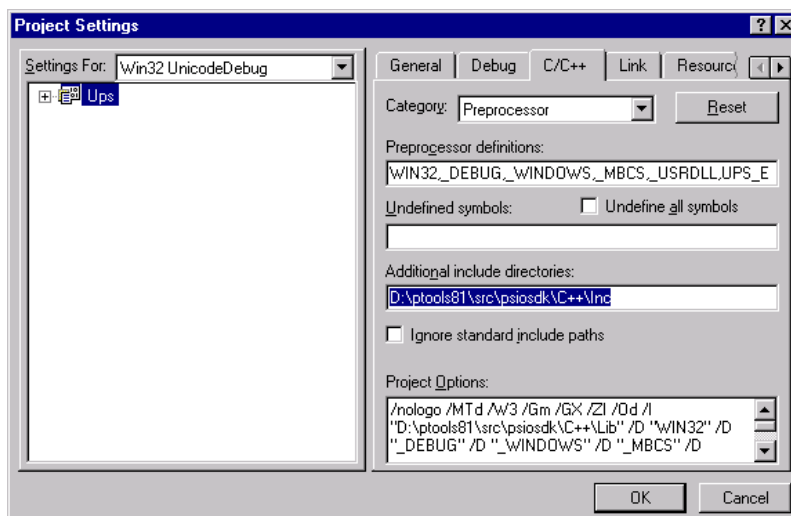 Project Settings
Settings For: Win32 UnicodeDebug
Ups
General Debug C/C++ Link Resourc
Category: Preprocessor Reset
Preprocessor definitions:
WIN32,_DEBUG,_WINDOWS,_MBCS,_USRDLL,UPS_E
Undefined symbols: Undefine all symbols
Additional include directories:
D:\ptools81\src\psiosdk\C++\Inc
Ignore standard include paths
Project Options:
/nologo /MTd /W3 /Gm /GX /ZI /Od /I
"D:\ptools81\src\psiosdk\C++\Lib" /D "WIN32" /D
"_DEBUG" /D "_WINDOWS" /D "_MBCS" /D
OK Cancel